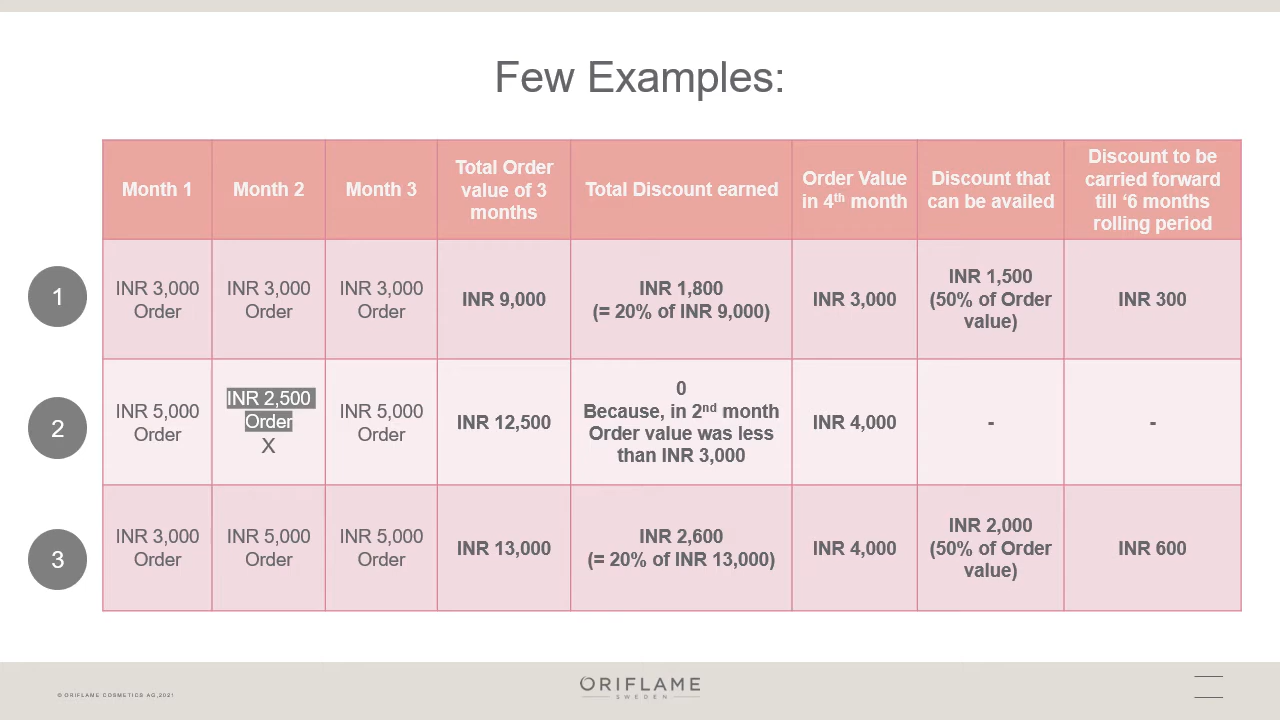 Few Examples:
Month 1
Month 2
Month 3
Total Order
value of 3
months
Total Discount earned
Order Value
in 4th month
Discount that
can be availed
Discount to be
carried forward
till ‘6 months
rolling period
1
INR 3,000
Order
INR 3,000
Order
INR 3,000
Order
INR 9,000
INR 1,800
(= 20% of INR 9,000)
INR 3,000
INR 1,500
(50% of Order
value)
INR 300
2
INR 5,000
Order
INR 2,500
Order
X
INR 5,000
Order
INR 12,500
0
Because, in 2nd month
Order value was less
than INR 3,000
INR 4,000
-
-
3
INR 3,000
Order
INR 5,000
Order
INR 5,000
Order
INR 13,000
INR 2,600
(= 20% of INR 13,000)
INR 4,000
INR 2,000
(50% of Order
value)
INR 600
© ORIFLAME COSMETICS AG,2021
ORIFLAME
SWEDEN